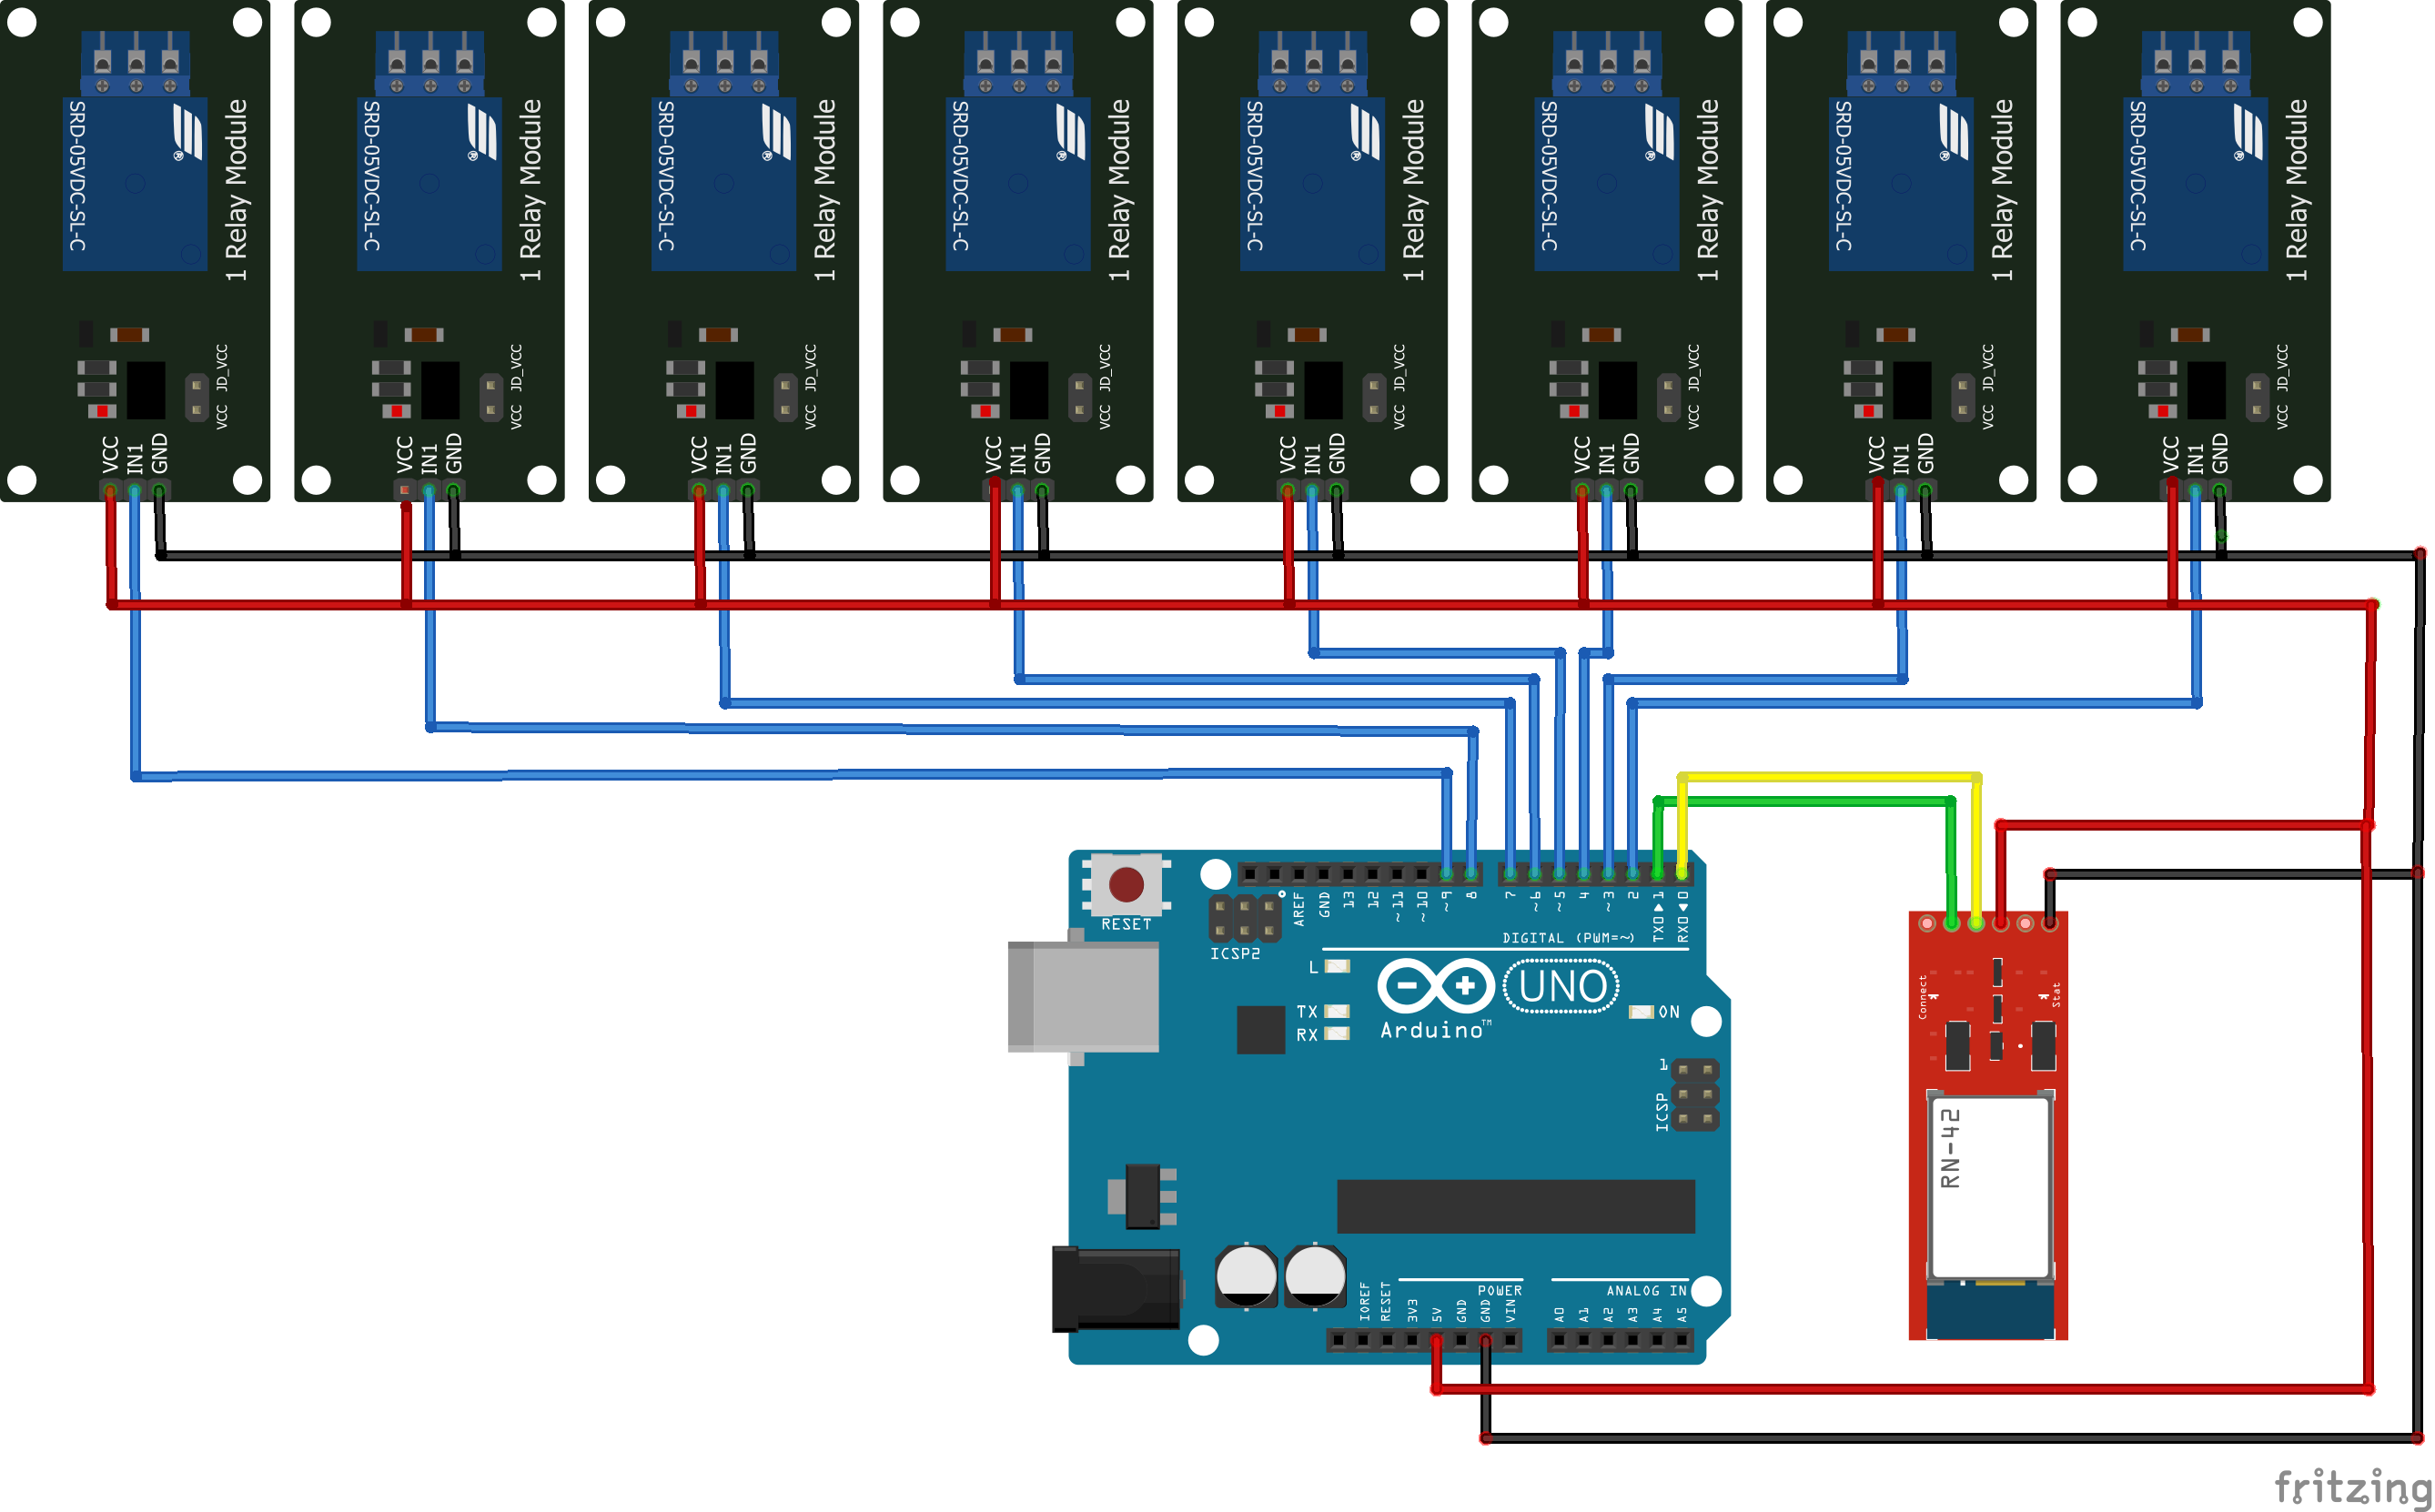 SRD-05VDC-SL-C
1 Relay Module
VCC JD_VCC
VCC
IN1
GND
SRD-05VDC-SL-C
1 Relay Module
VCC JD_VCC
VCC
IN1
GND
SRD-05VDC-SL-C
1 Relay Module
VCC JD_VCC
VCC
IN1
GND
SRD-05VDC-SL-C
1 Relay Module
VCC JD_VCC
VCC
IN1
GND
SRD-05VDC-SL-C
1 Relay Module
VCC JD_VCC
VCC
IN1
GND
SRD-05VDC-SL-C
1 Relay Module
VCC JD_VCC
VCC
IN1
GND
SRD-05VDC-SL-C
1 Relay Module
VCC JD_VCC
VCC
IN1
GND
SRD-05VDC-SL-C
1 Relay Module
VCC JD_VCC
VCC
IN1
GND
RESET
ICSP2
AREF
GND
13
12
~11
~10
~9
8
7
~6
~5
4
~3
2
TX0▶1
RX0◀0
DIGITAL (PWM=~)
L
TX
RX
UNO
Arduino™
ON
1
ICSP
POWER
ANALOG IN
IOREF
RESET
3V3
5V
GND
GND
VIN
A0
A1
A2
A3
A4
A5
Connect
Stat
RN-42
fritzing